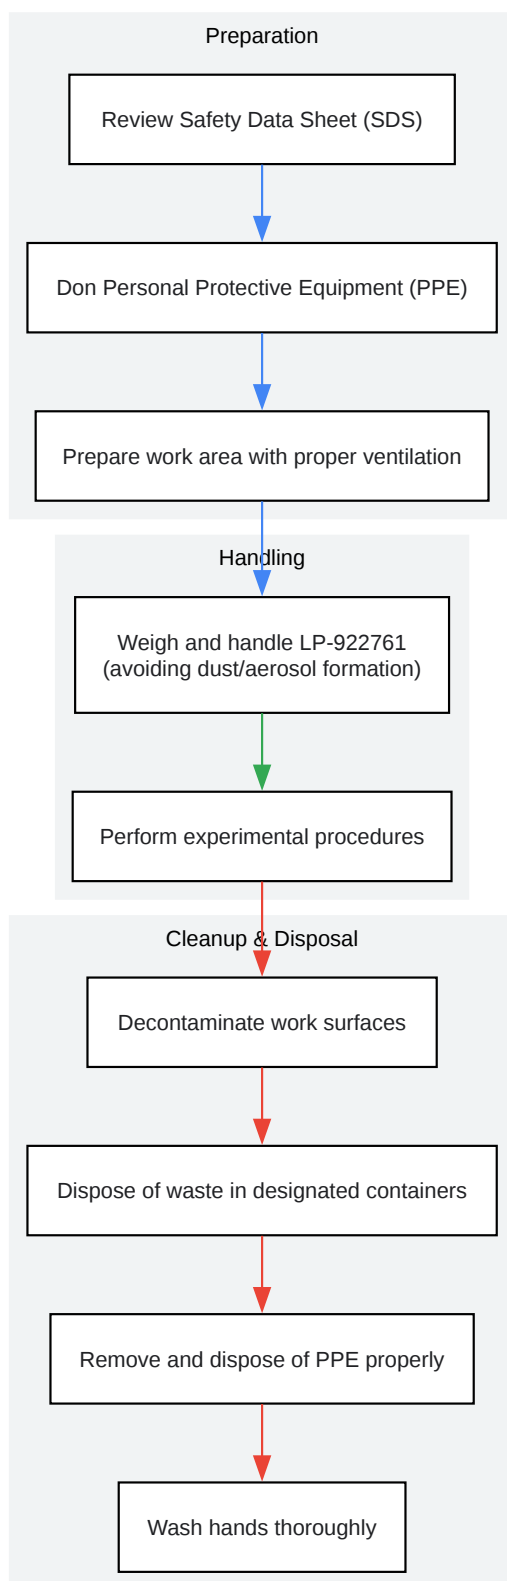 Preparation
Review Safety Data Sheet (SDS)
Don Personal Protective Equipment (PPE)
Prepare work area with proper ventilation
Handling
Weigh and handle LP-922761
(avoiding dust/aerosol formation)
Perform experimental procedures
Cleanup & Disposal
Decontaminate work surfaces
Dispose of waste in designated containers
Remove and dispose of PPE properly
Wash hands thoroughly